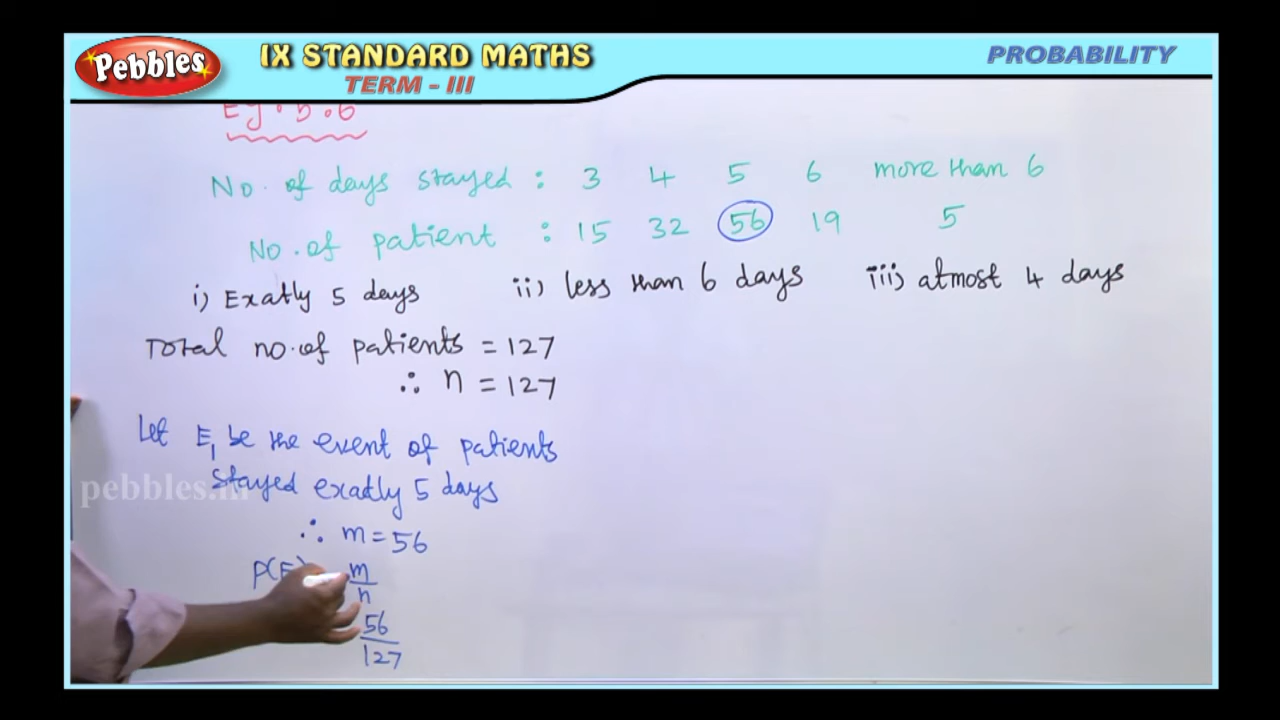 Pebbles
IX STANDARD MATHS
TERM - III
PROBABILITY
Eg. 5.6
No. of days stayed : 3 4 5 6 more than 6
No. of patient : 15 32 56 19 5
i) Exatly 5 days ii) less than 6 days iii) atmost 4 days
Total no. of patients = 127
∴ n = 127
Let E₁ be the event of patients
stayed exatly 5 days
pebbles.in
∴ m = 56
P(E) m/n
56/127